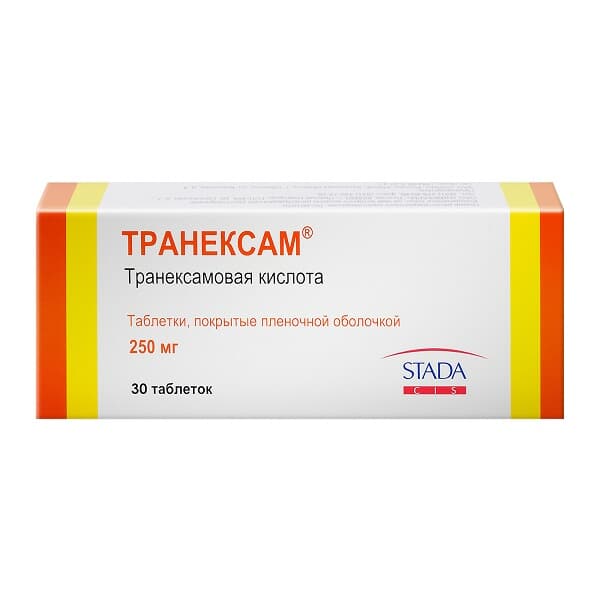 ТРАНЕКСАМ®
Транексамовая кислота
Таблетки, покрытые пленочной оболочкой
250 мг
30 таблеток
STADA
CIS